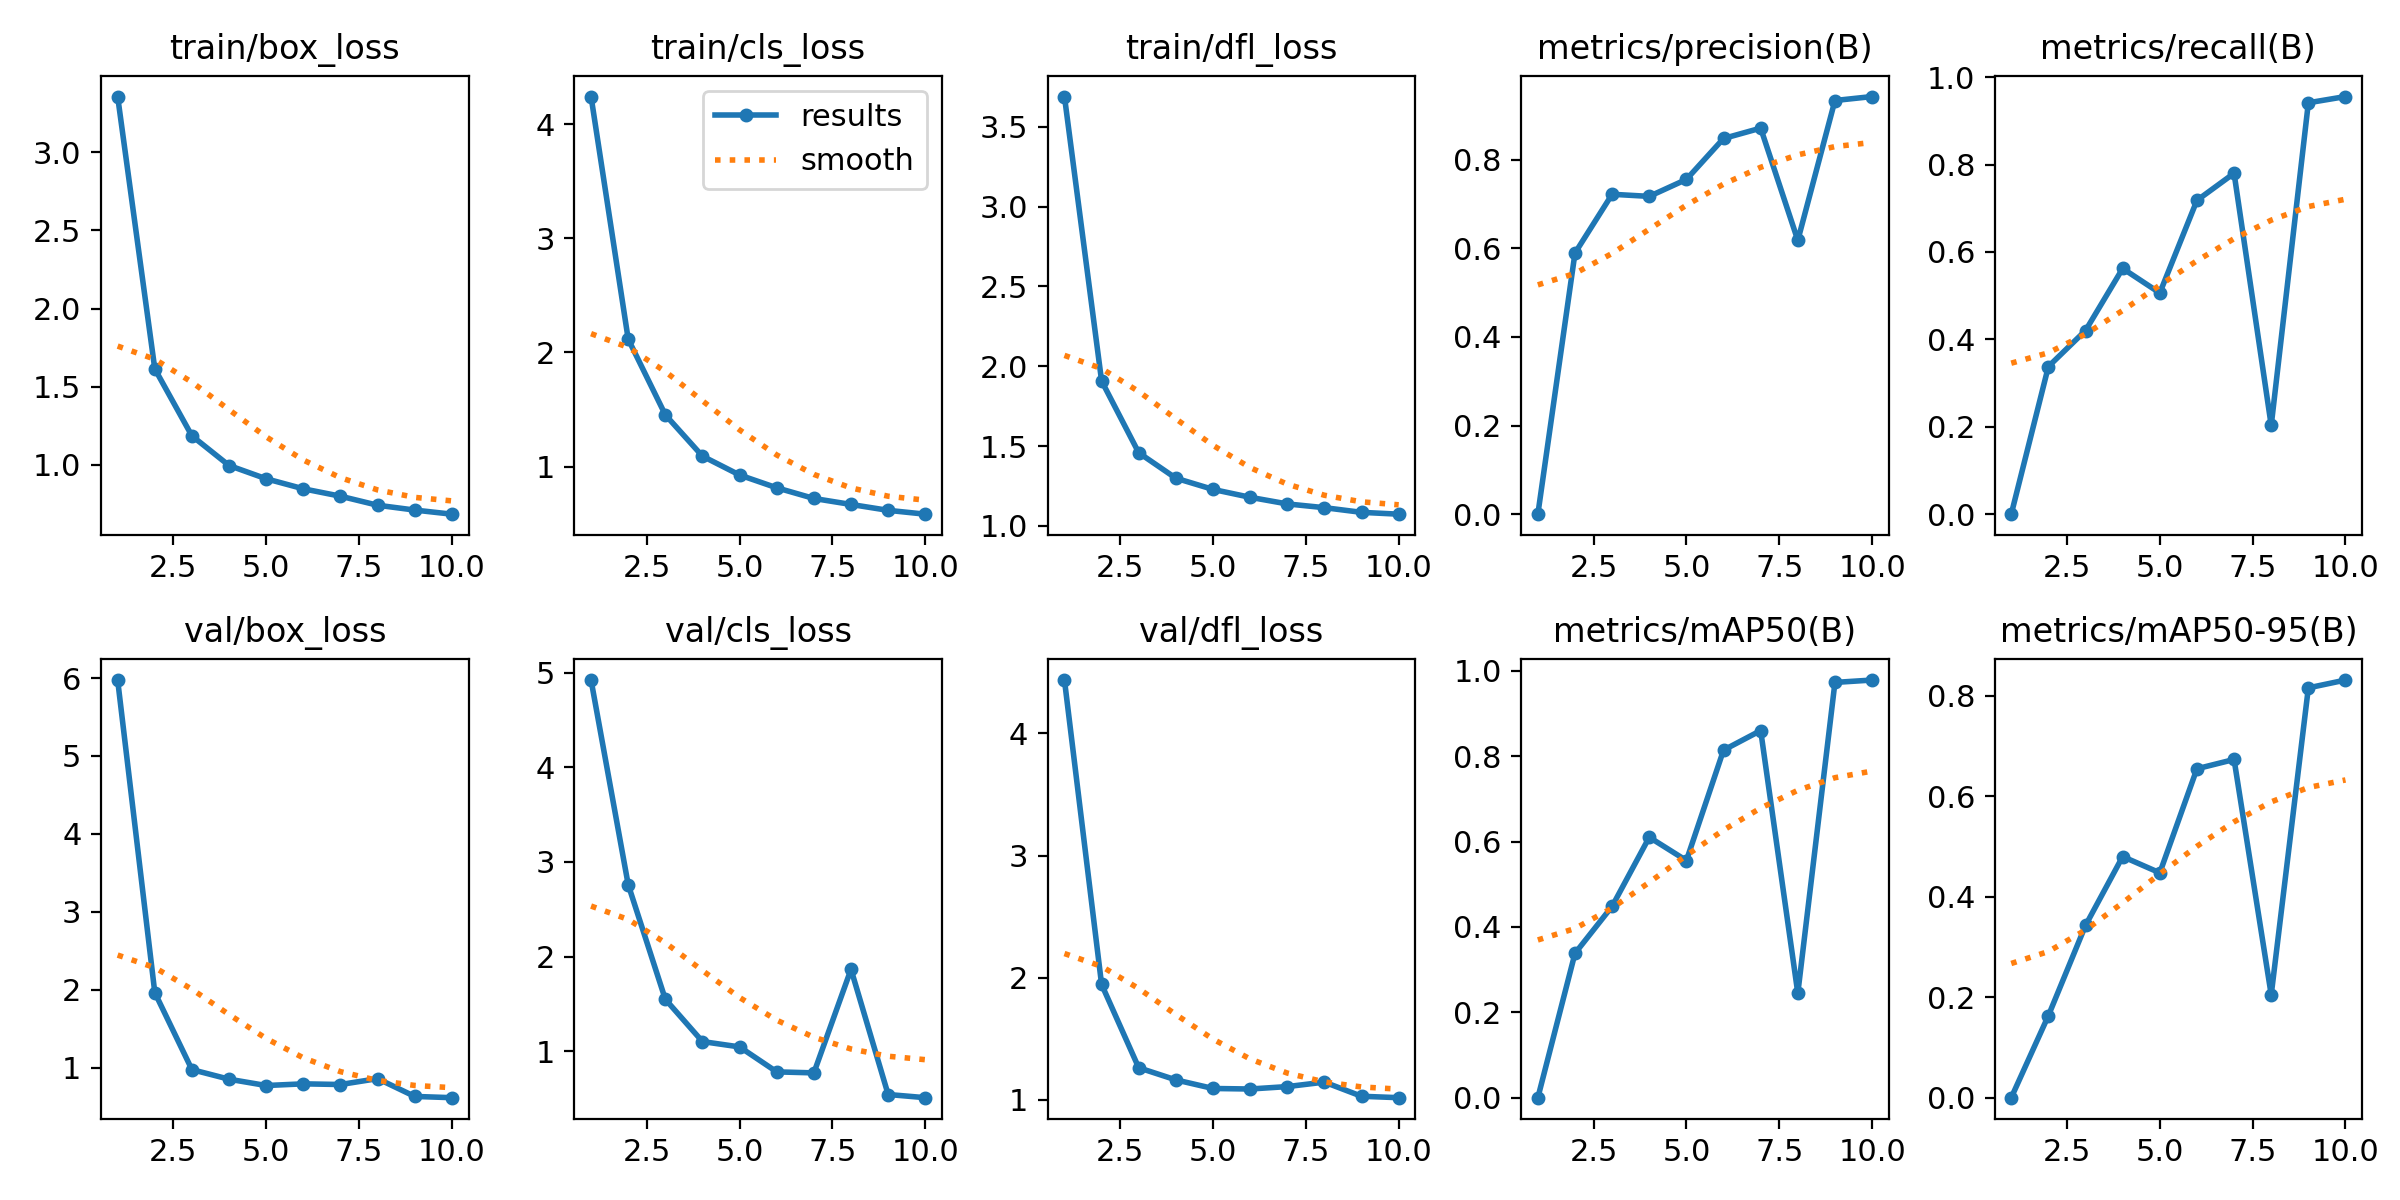 train/box_loss
3.0
2.5
2.0
1.5
1.0
2.5 5.0 7.5 10.0
train/cls_loss
results
smooth
4
3
2
1
2.5 5.0 7.5 10.0
train/dfl_loss
3.5
3.0
2.5
2.0
1.5
1.0
2.5 5.0 7.5 10.0
metrics/precision(B)
0.8
0.6
0.4
0.2
0.0
2.5 5.0 7.5 10.0
metrics/recall(B)
1.0
0.8
0.6
0.4
0.2
0.0
2.5 5.0 7.5 10.0
val/box_loss
6
5
4
3
2
1
2.5 5.0 7.5 10.0
val/cls_loss
5
4
3
2
1
2.5 5.0 7.5 10.0
val/dfl_loss
4
3
2
1
2.5 5.0 7.5 10.0
metrics/mAP50(B)
1.0
0.8
0.6
0.4
0.2
0.0
2.5 5.0 7.5 10.0
metrics/mAP50-95(B)
0.8
0.6
0.4
0.2
0.0
2.5 5.0 7.5 10.0